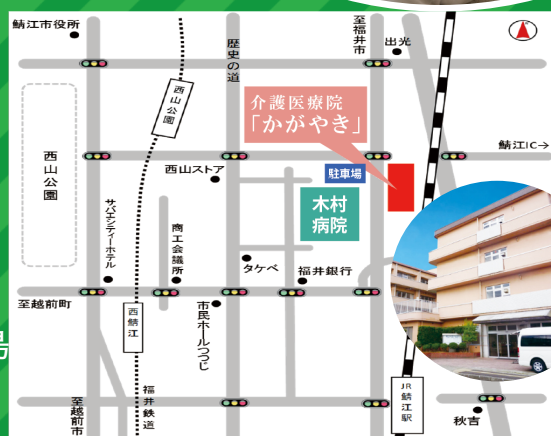 鯖江市役所
歴史の道
至福井市
出光
西山公園
介護医療院
「かがやき」
鯖江IC→
西山公園
西山ストア
駐車場
木村
病院
サバエシティーホテル
商工会議所
タケベ
福井銀行
至越前町
西鯖江
市民ホールつつじ
場
至越前市
福井鉄道
JR
鯖江駅
秋吉